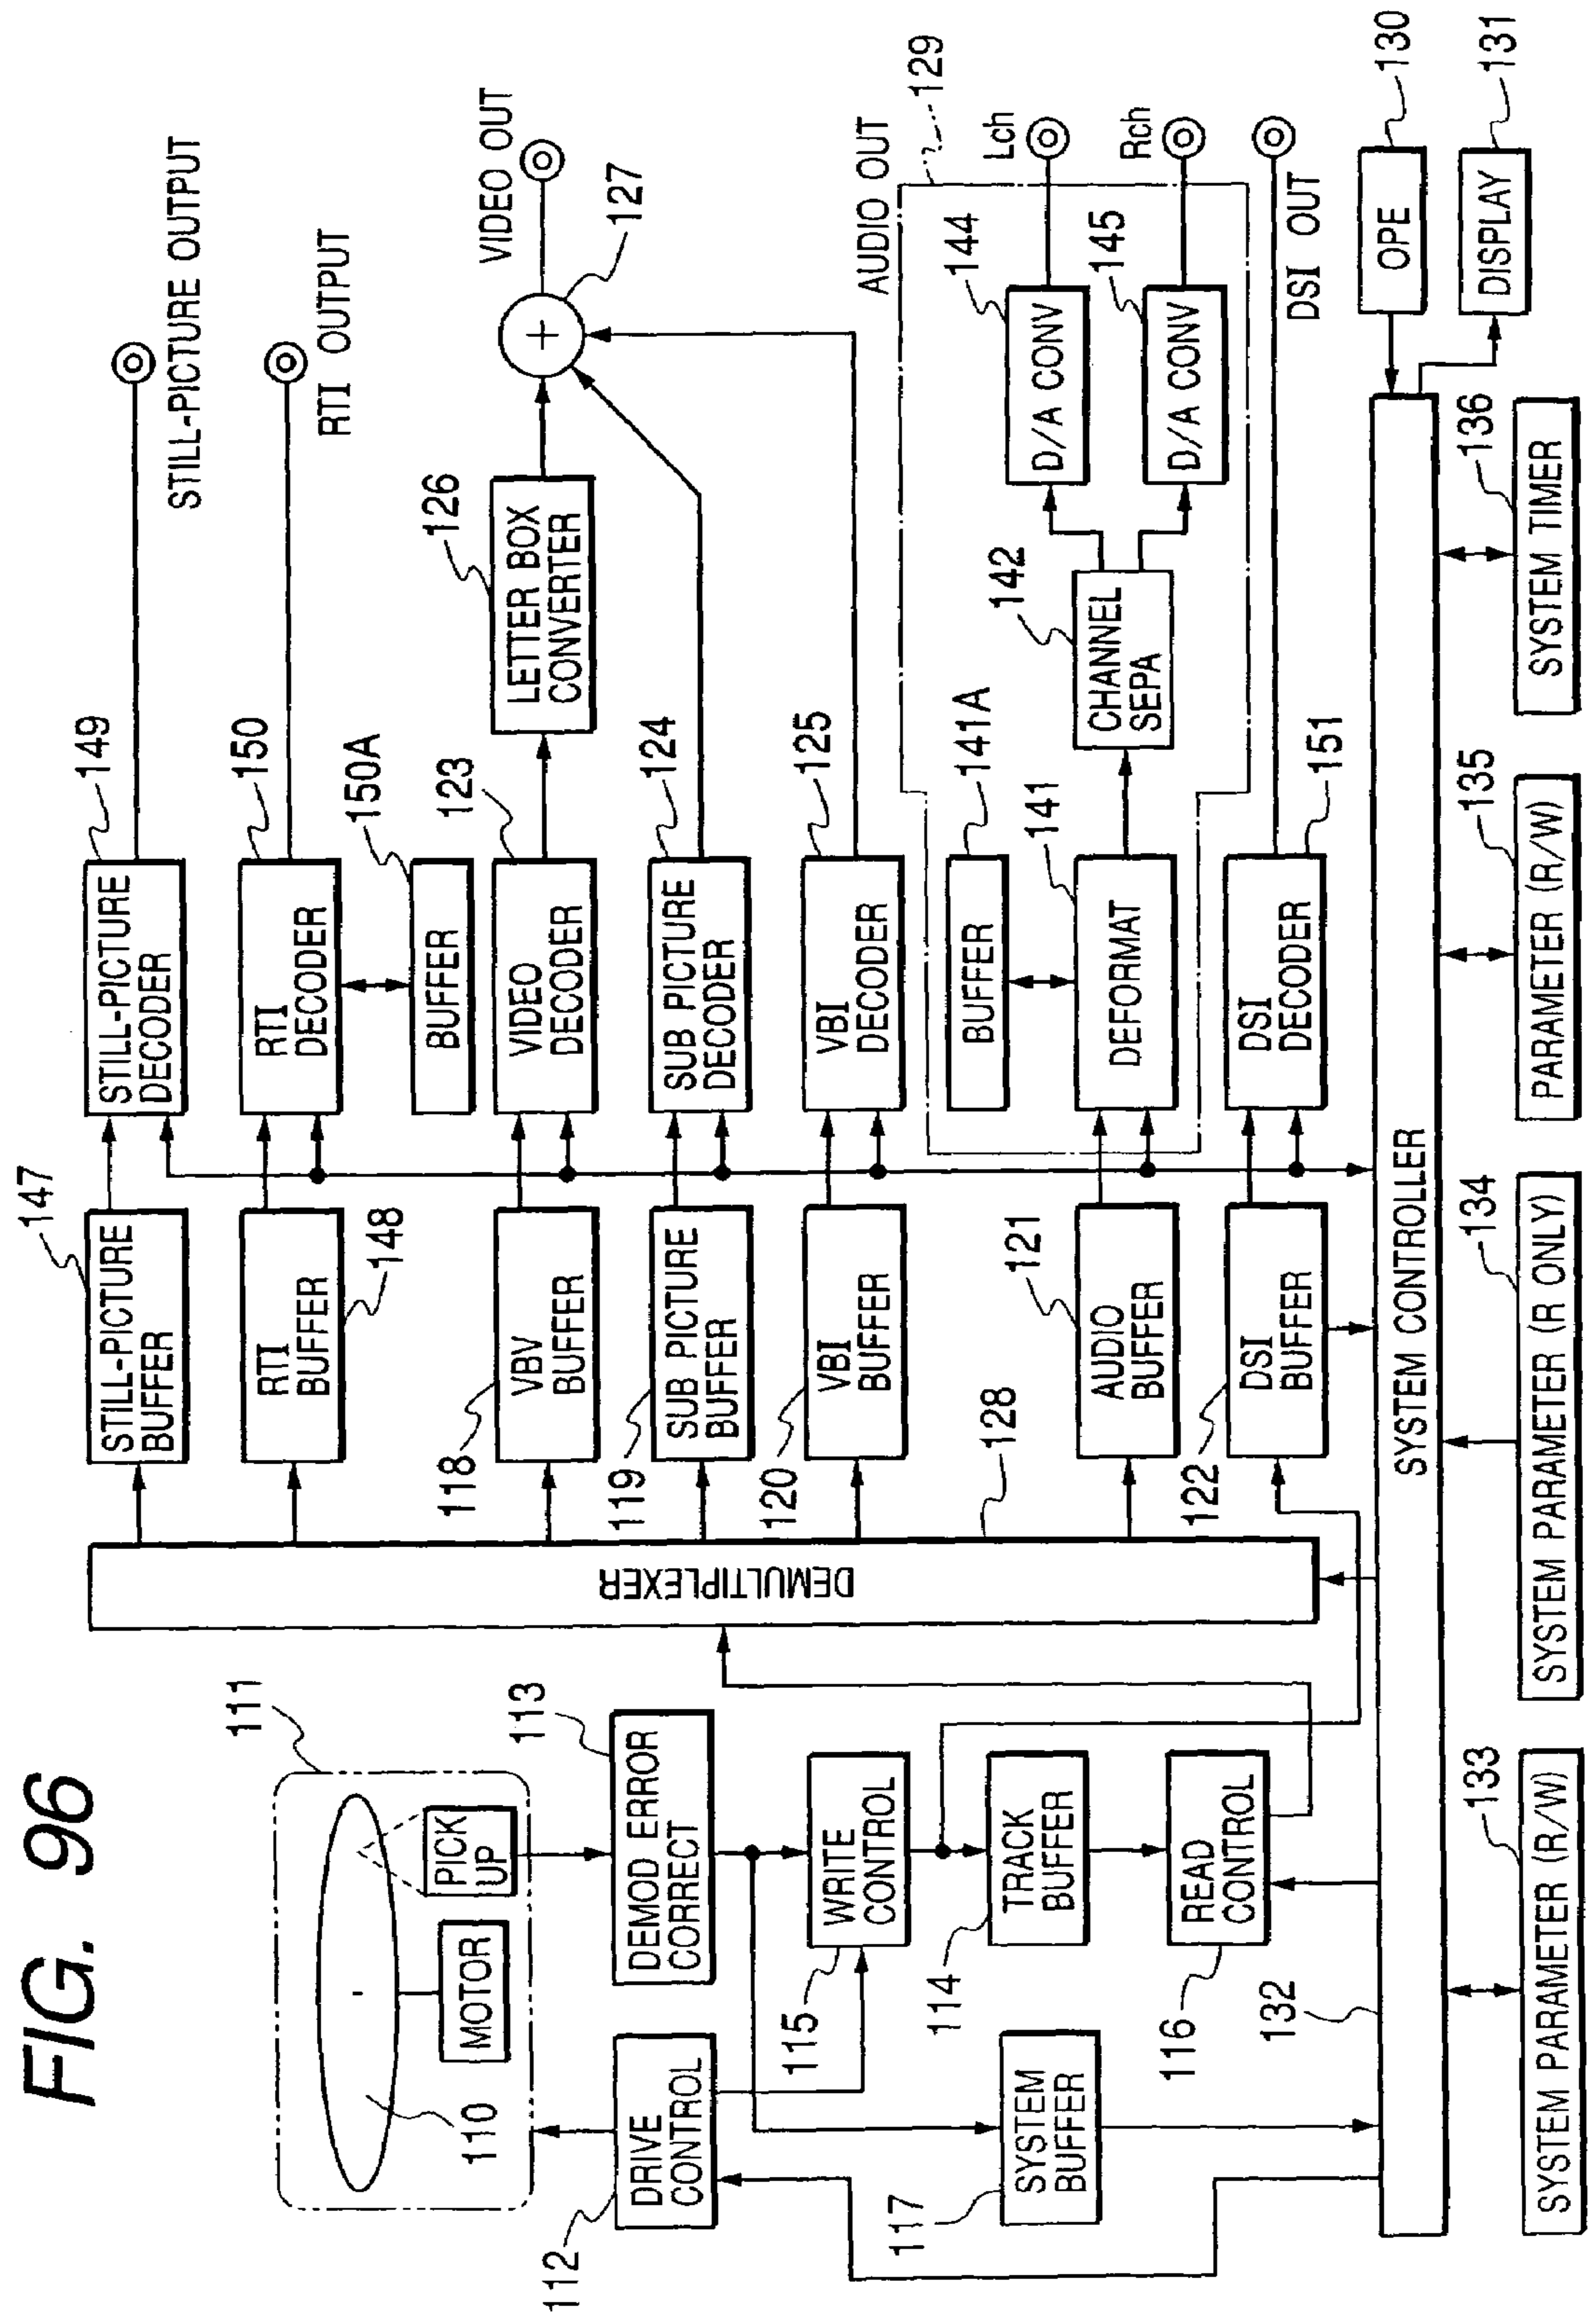 FIG. 96
111
110
MOTOR
PICK
UP
112
DRIVE
CONTROL
113
DEMOD ERROR
CORRECT
115
WRITE
CONTROL
114
TRACK
BUFFER
116
READ
CONTROL
117
SYSTEM
BUFFER
132
DEMULTIPLEXER
128
147
STILL-PICTURE
BUFFER
RTI
BUFFER
148
118
VBV
BUFFER
119
SUB PICTURE
BUFFER
120
VBI
BUFFER
121
AUDIO
BUFFER
122
DSI
BUFFER
149
STILL-PICTURE
DECODER
150
RTI
DECODER
150A
BUFFER
123
VIDEO
DECODER
124
SUB PICTURE
DECODER
125
VBI
DECODER
141A
BUFFER
141
DEFORMAT
151
DSI
DECODER
126
LETTER BOX
CONVERTER
127
142
CHANNEL
SEPA
144
D/A CONV
145
D/A CONV
129
STILL-PICTURE OUTPUT
RTI OUTPUT
VIDEO OUT
AUDIO OUT
Lch
Rch
DSI OUT
130
OPE
131
DISPLAY
SYSTEM CONTROLLER
133
SYSTEM PARAMETER (R/W)
134
SYSTEM PARAMETER (R ONLY)
135
PARAMETER (R/W)
136
SYSTEM TIMER